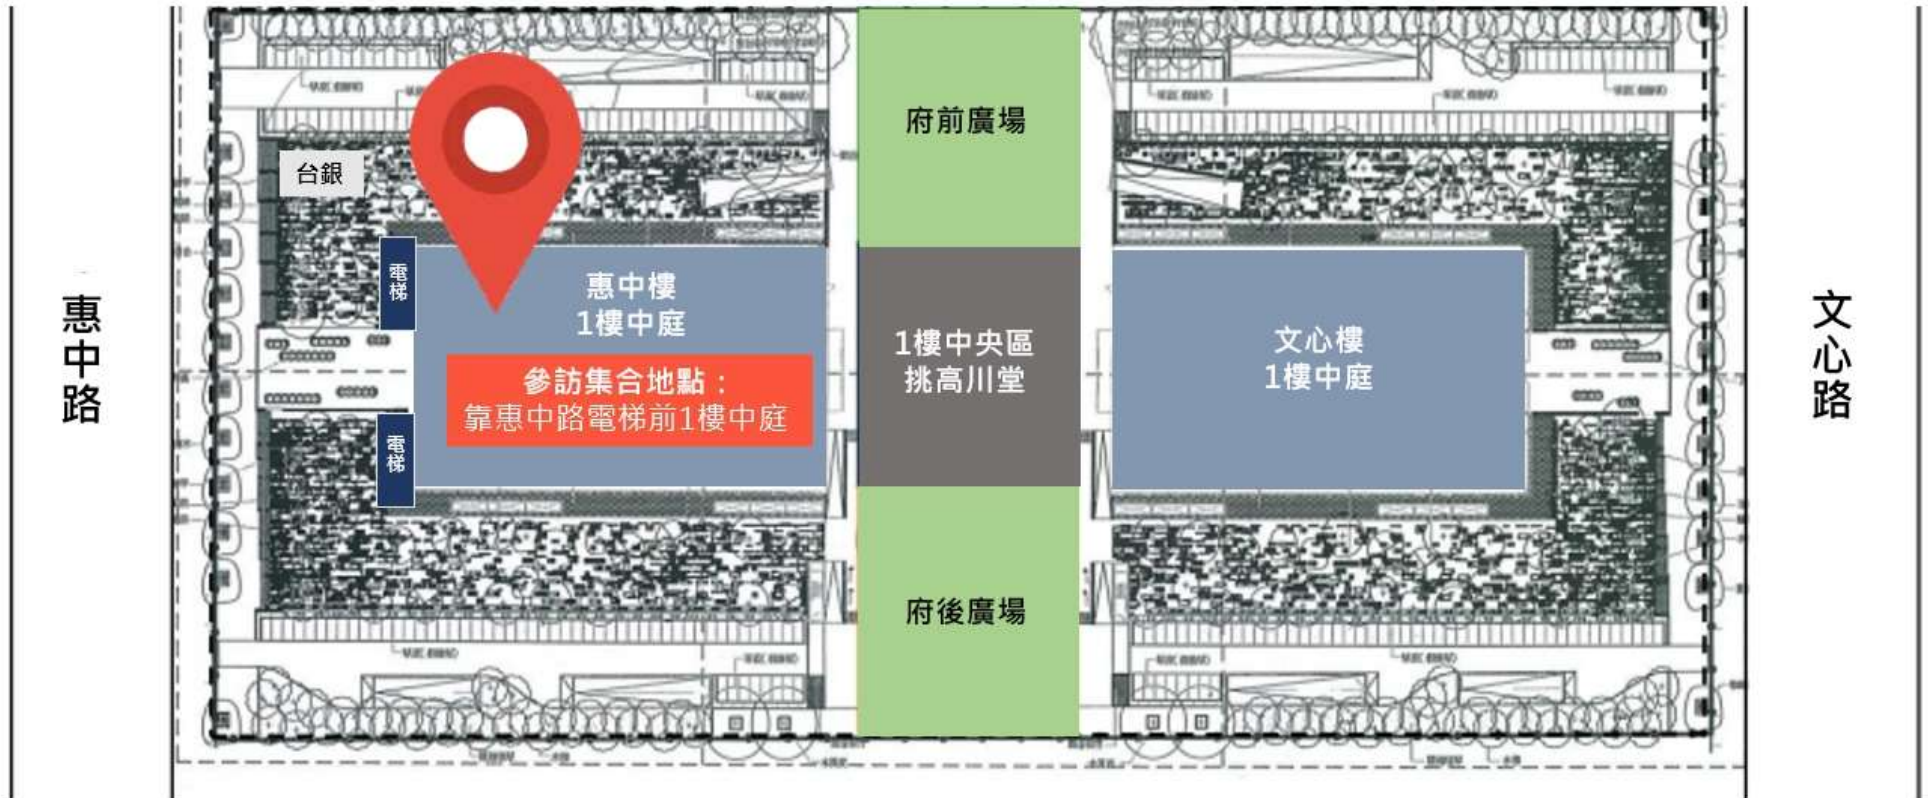 府前廣場
台銀
電梯
惠中樓
1樓中庭
參訪集合地點：
靠惠中路電梯前1樓中庭
電梯
1樓中央區
挑高川堂
文心樓
1樓中庭
府後廣場
惠中路
文心路